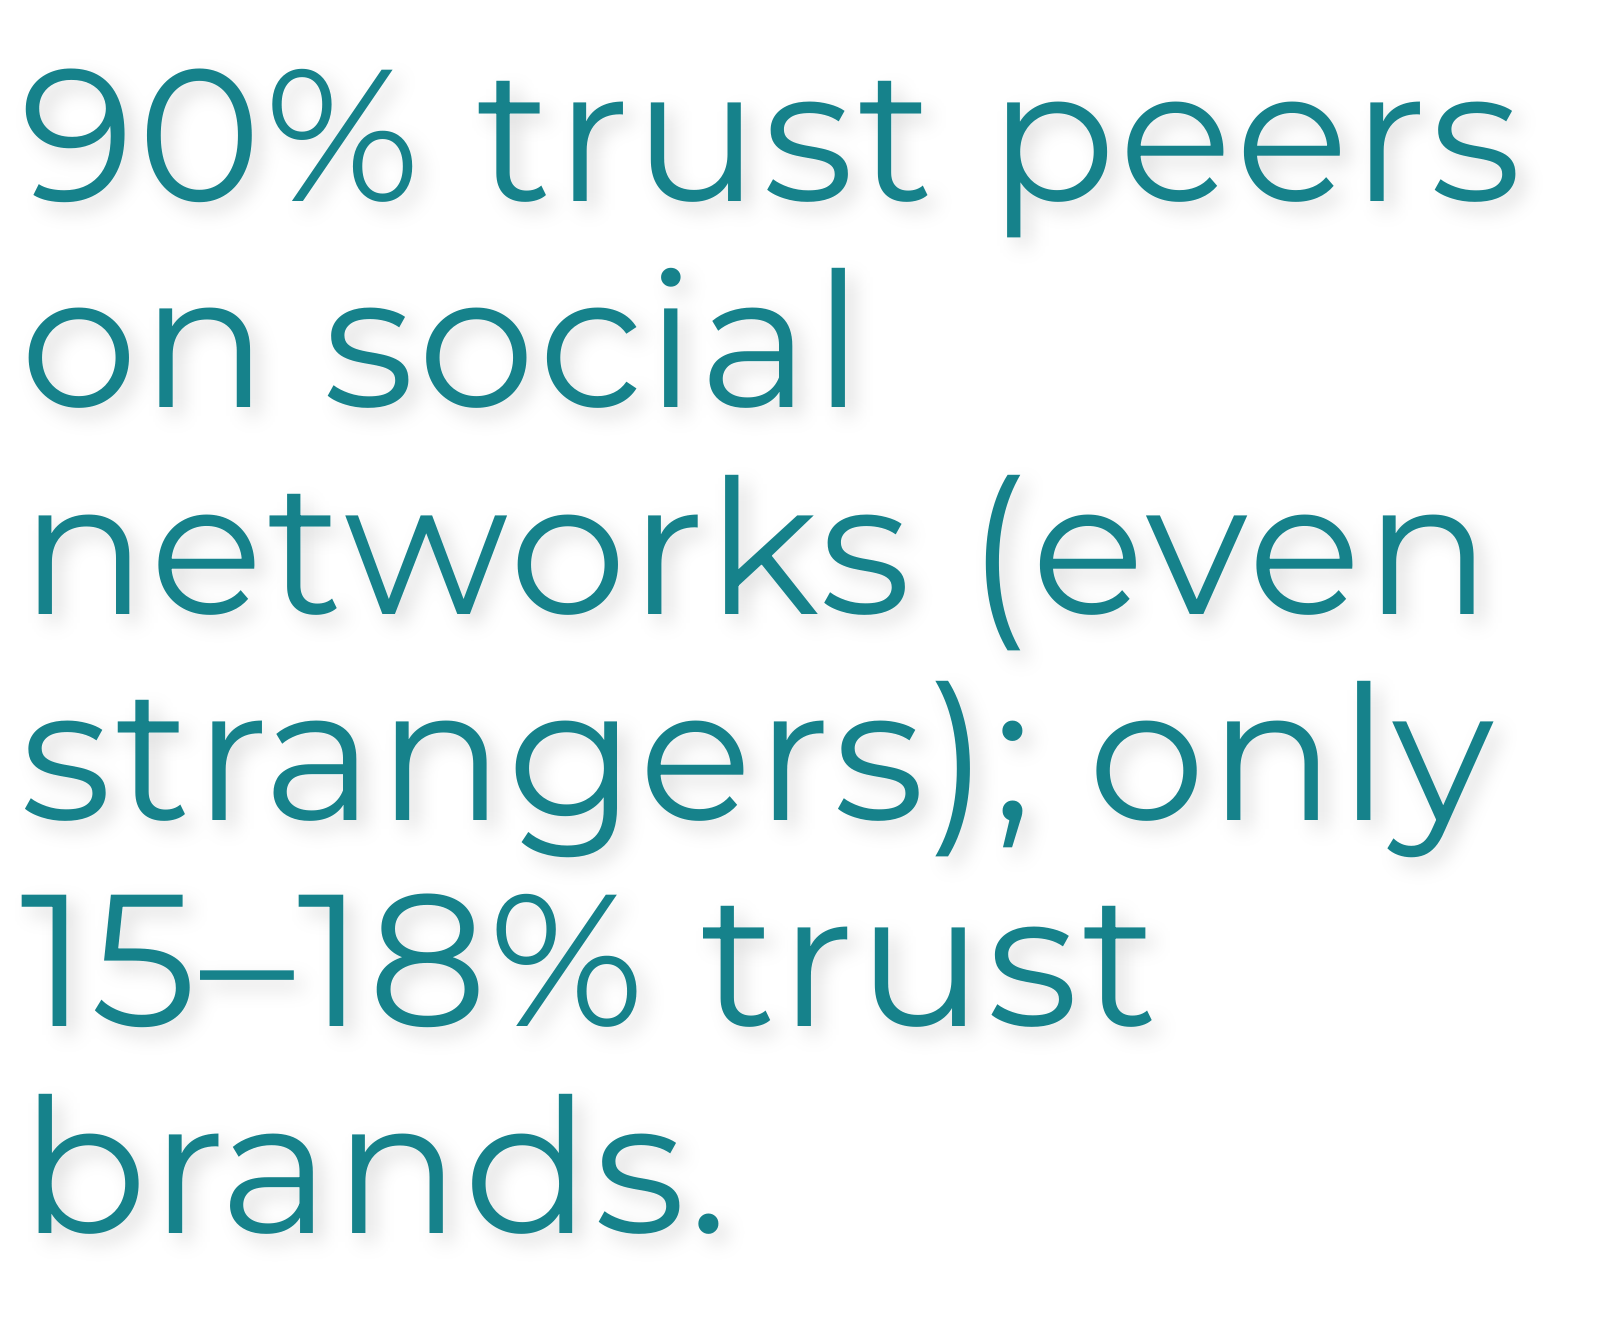 90% trust peers
on social
networks (even
strangers); only
15–18% trust
brands.